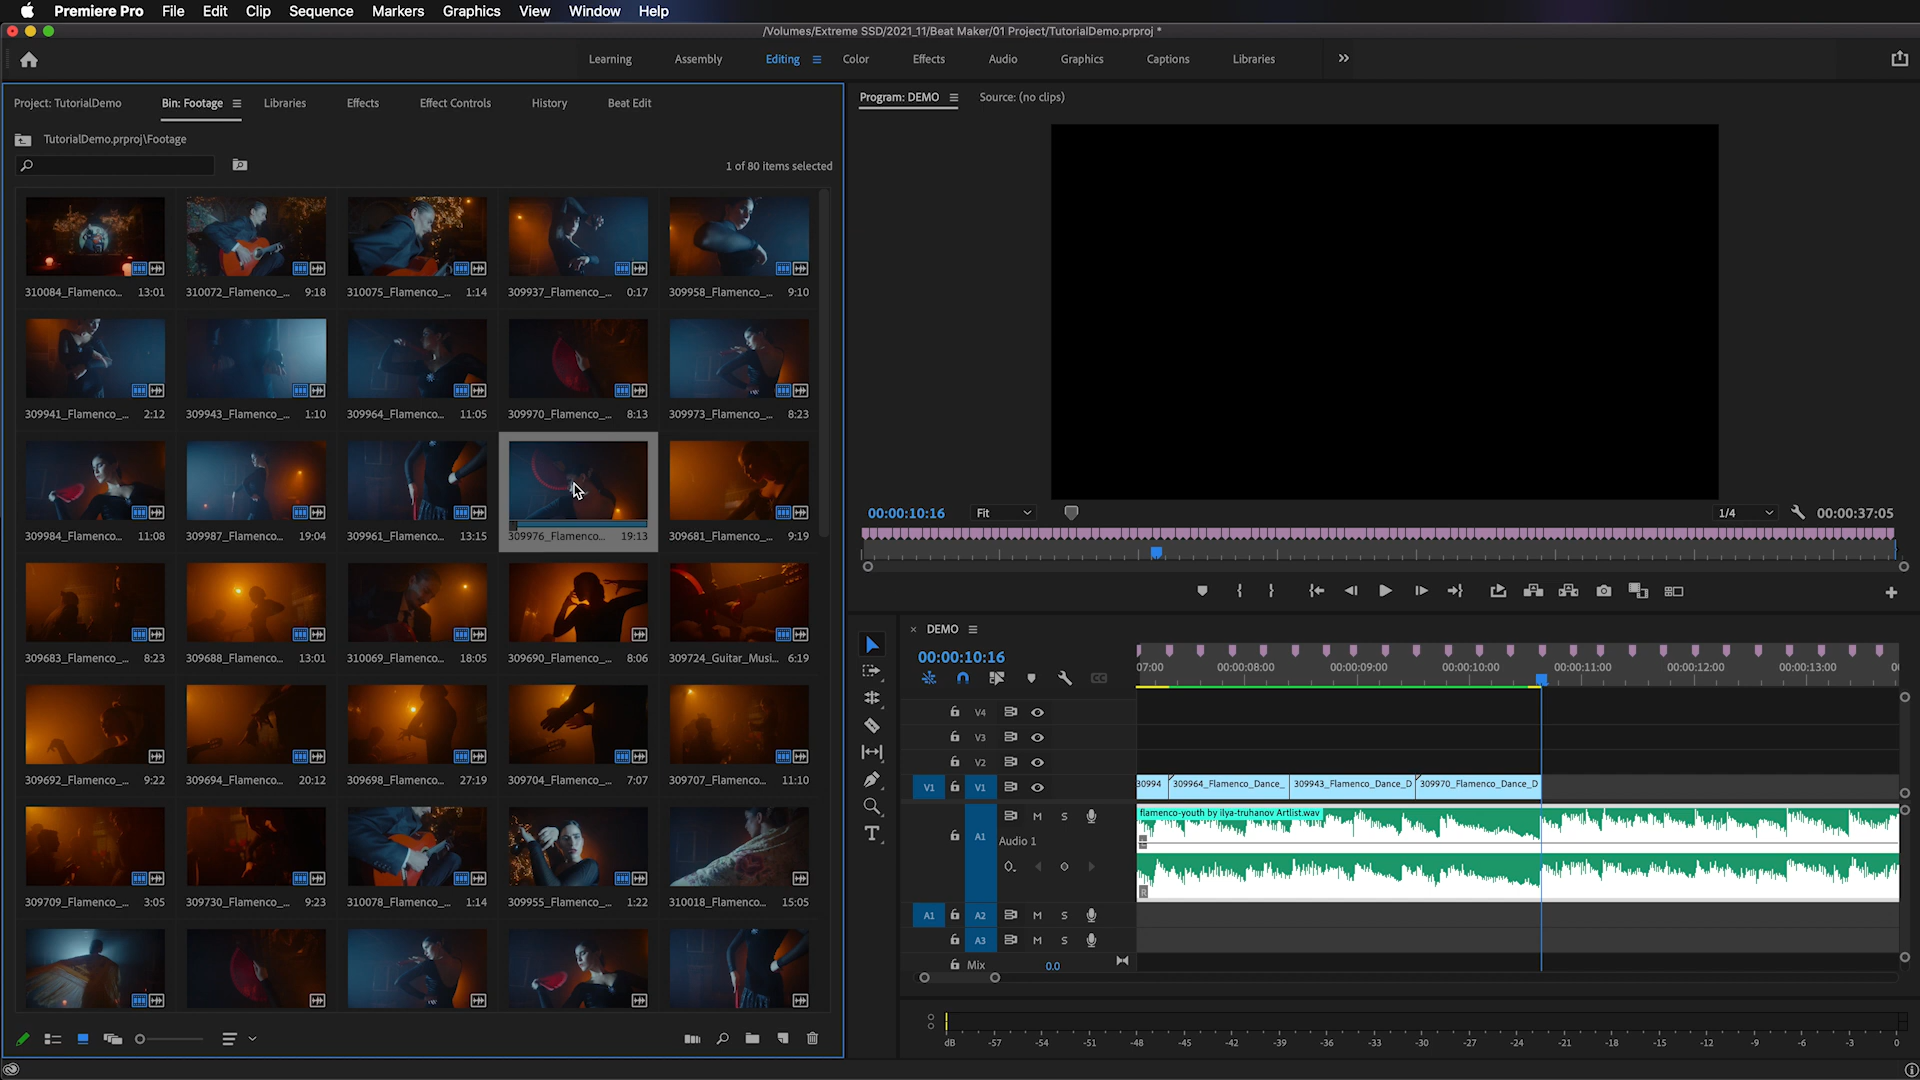 Premiere Pro File Edit Clip Sequence Markers Graphics View Window Help
/Volumes/Extreme SSD/2021_11/Beat Maker/01 Project/TutorialDemo.prproj *
Learning Assembly Editing Color Effects Audio Graphics Captions Libraries
Project: TutorialDemo Bin: Footage Libraries Effects Effect Controls History Beat Edit
TutorialDemo.prproj\Footage
1 of 80 items selected
310084_Flamenco... 13:01 310072_Flamenco_... 9:18 310075_Flamenco_... 1:14 309937_Flamenco_... 0:17 309958_Flamenco_... 9:10
309941_Flamenco_... 2:12 309943_Flamenco_... 1:10 309964_Flamenco... 11:05 309970_Flamenco_... 8:13 309973_Flamenco_... 8:23
309984_Flamenco... 11:08 309987_Flamenco... 19:04 309961_Flamenco... 13:15 309976_Flamenco... 19:13 309681_Flamenco_... 9:19
309683_Flamenco_... 8:23 309688_Flamenco... 13:01 310069_Flamenco... 18:05 309690_Flamenco_... 8:06 309724_Guitar_Musi... 6:19
309692_Flamenco_... 9:22 309694_Flamenco... 20:12 309698_Flamenco... 27:19 309704_Flamenco_... 7:07 309707_Flamenco... 11:10
309709_Flamenco_... 3:05 309730_Flamenco_... 9:23 310078_Flamenco_... 1:14 309955_Flamenco_... 1:22 310018_Flamenco... 15:05
Program: DEMO Source: (no clips)
00:00:10:16 Fit 1/4 00:00:37:05
DEMO
00:00:10:16
07:00 00:00:08:00 00:00:09:00 00:00:10:00 00:00:11:00 00:00:12:00 00:00:13:00
CC
V4
V3
V2
V1 V1 30994 309964_Flamenco_Dance_ 309943_Flamenco_Dance_D 309970_Flamenco_Dance_D
flamenco-youth by ilya-truhanov Artlist.wav
A1 M S
Audio 1
R
A1 A2 M S
A3 M S
Mix 0.0
dB -57 -54 -51 -48 -45 -42 -39 -36 -33 -30 -27 -24 -21 -18 -15 -12 -9 -6 -3 0